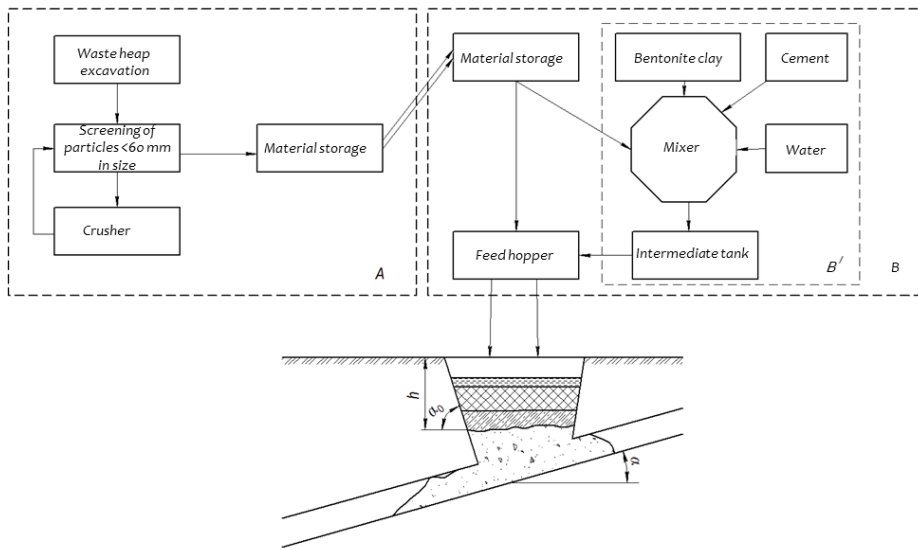 Waste heap
excavation
Screening of
particles <60 mm
in size
Crusher
Material storage
A
Material storage
Bentonite clay
Cement
Mixer
Water
Feed hopper
Intermediate tank
B'
B
h
α₀
α